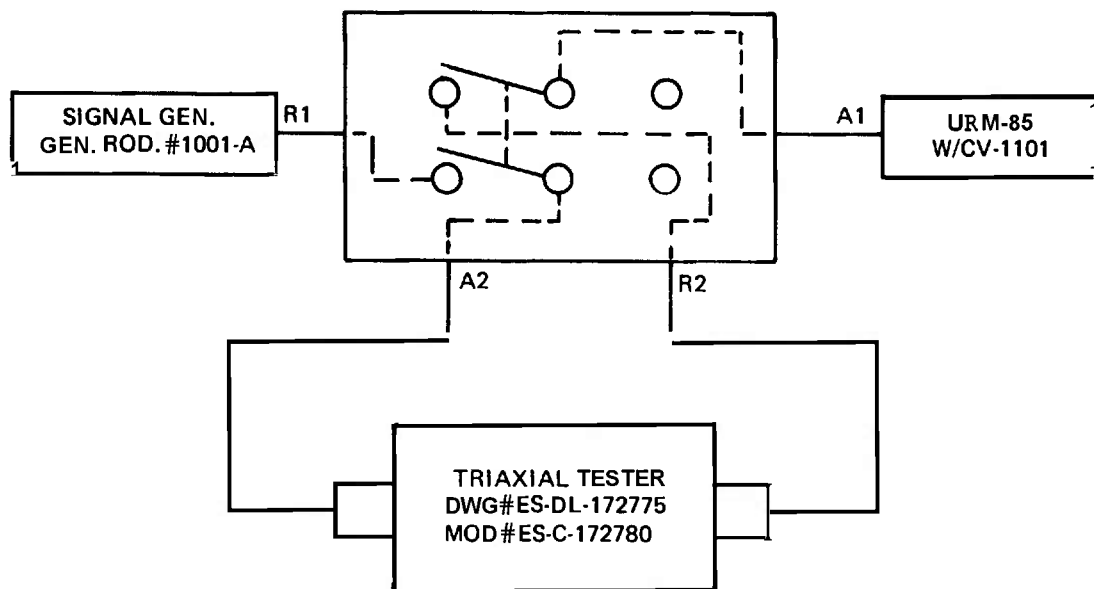 SIGNAL GEN.
GEN. ROD. #1001-A
R1
A1
URM-85
W/CV-1101
A2
R2
TRIAXIAL TESTER
DWG#ES-DL-172775
MOD#ES-C-172780